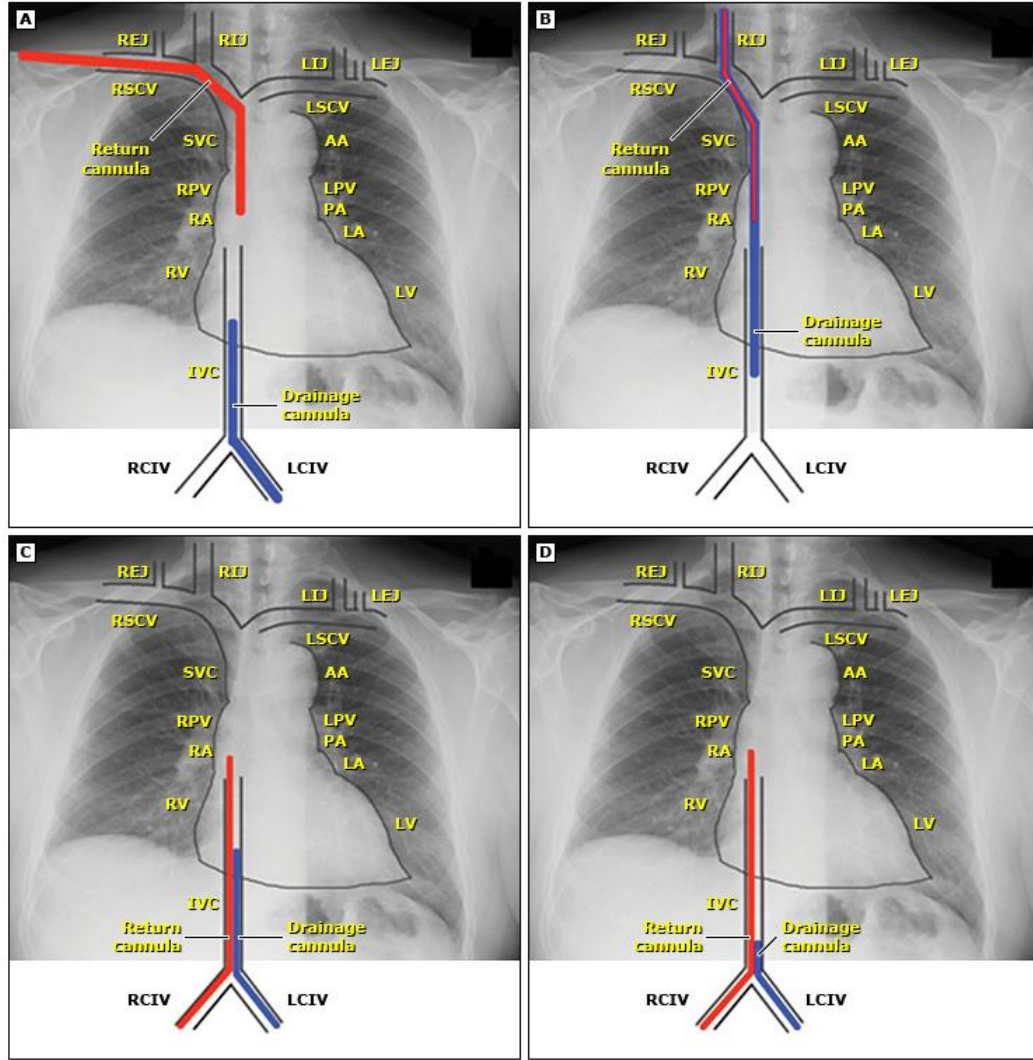 A
REJ
RIJ
LIJ
LEJ
RSCV
LSCV
Return
cannula
SVC
AA
RPV
LPV
PA
RA
LA
RV
LV
IVC
Drainage
cannula
RCIV
LCIV
B
REJ
RIJ
LIJ
LEJ
RSCV
LSCV
Return
cannula
SVC
AA
RPV
LPV
PA
RA
LA
RV
LV
Drainage
cannula
IVC
RCIV
LCIV
C
REJ
RIJ
LIJ
LEJ
RSCV
LSCV
SVC
AA
RPV
LPV
PA
RA
LA
RV
LV
IVC
Return
cannula
Drainage
cannula
RCIV
LCIV
D
REJ
RIJ
LIJ
LEJ
RSCV
LSCV
SVC
AA
RPV
LPV
PA
RA
LA
RV
LV
IVC
Return
cannula
Drainage
cannula
RCIV
LCIV